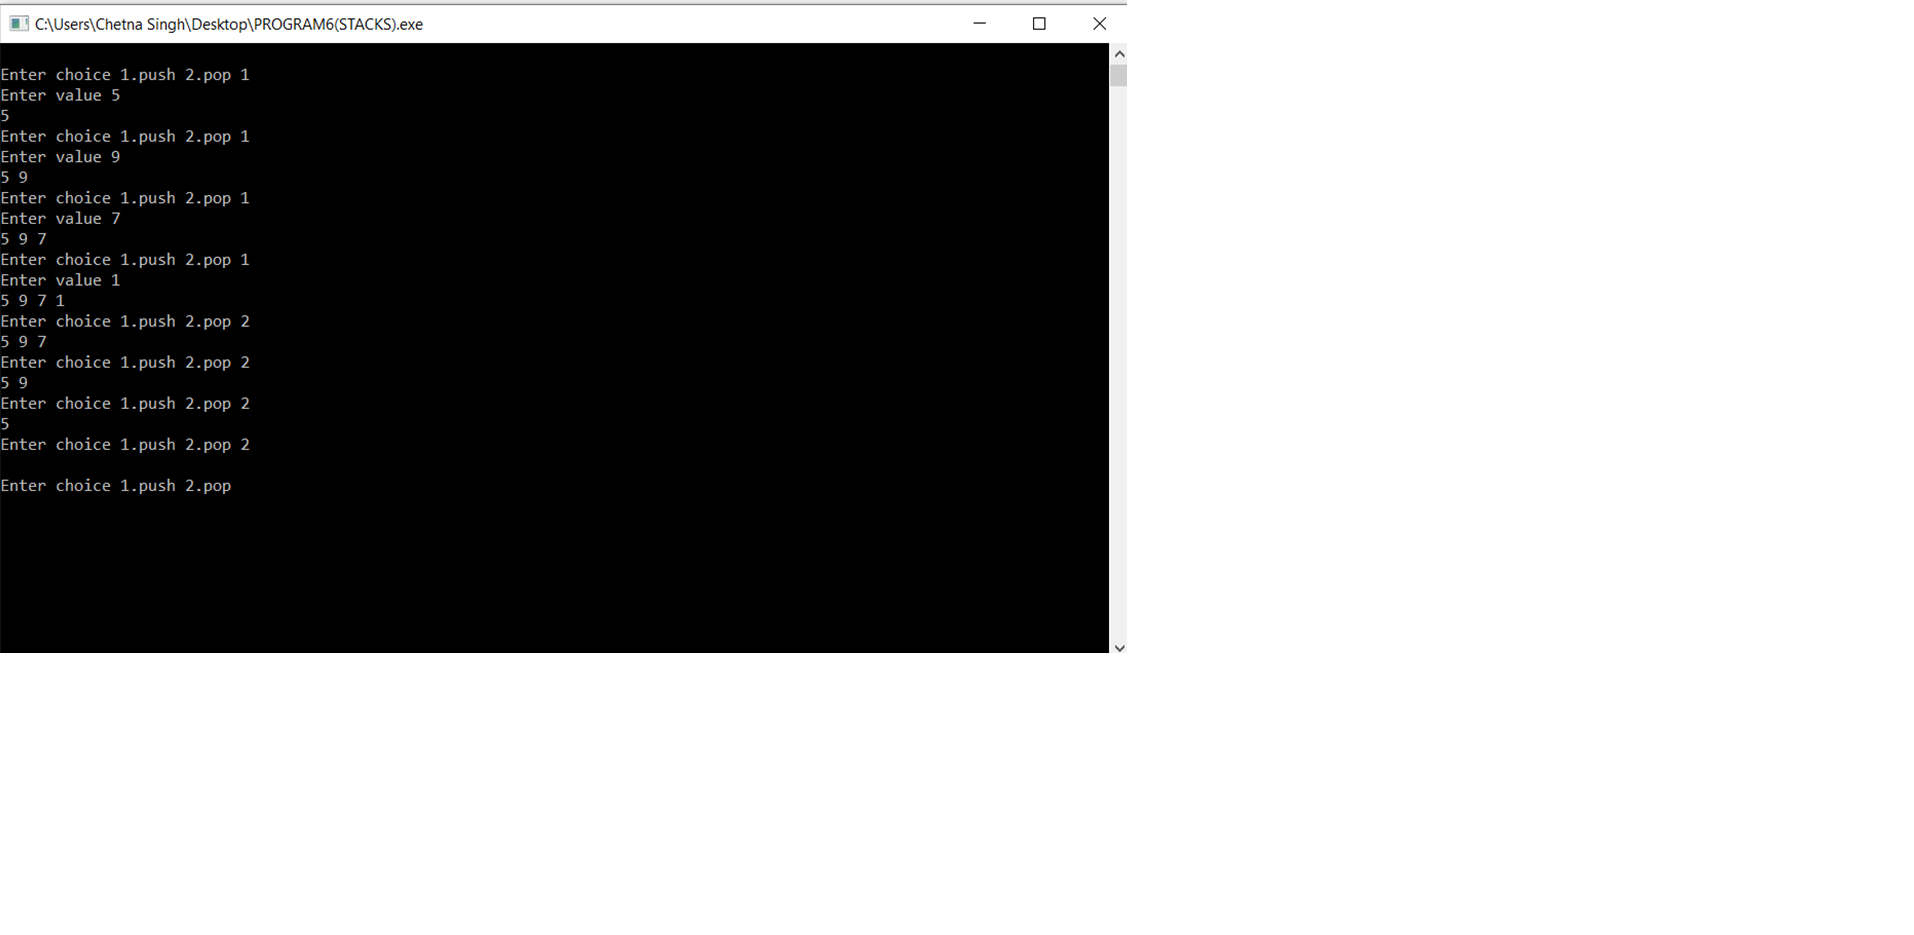 C:\Users\Chetna Singh\Desktop\PROGRAM6(STACKS).exe
Enter choice 1.push 2.pop 1
Enter value 5
5
Enter choice 1.push 2.pop 1
Enter value 9
5 9
Enter choice 1.push 2.pop 1
Enter value 7
5 9 7
Enter choice 1.push 2.pop 1
Enter value 1
5 9 7 1
Enter choice 1.push 2.pop 2
5 9 7
Enter choice 1.push 2.pop 2
5 9
Enter choice 1.push 2.pop 2
5
Enter choice 1.push 2.pop 2
Enter choice 1.push 2.pop